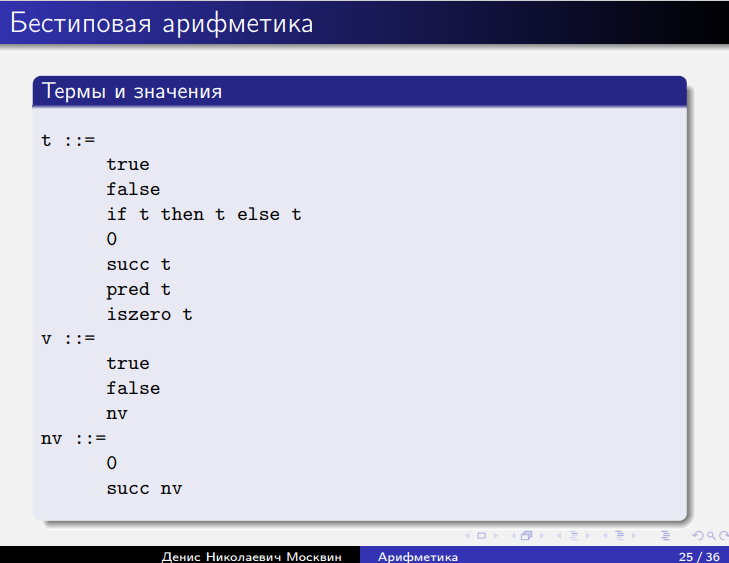 Бестиповая арифметика
Термы и значения
t ::=
true
false
if t then t else t
0
succ t
pred t
iszero t
v ::=
true
false
nv
nv ::=
0
succ nv
Денис Николаевич Москвин
Арифметика
25 / 36